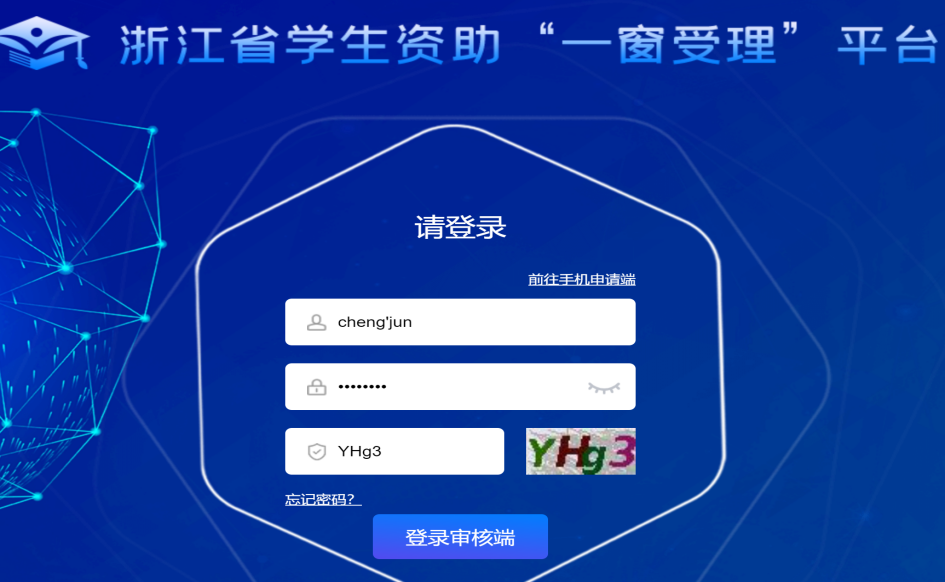 浙江省学生资助“一窗受理”平台
请登录
前往手机申请端
cheng'jun
••••••••
YHg3 YHg3
忘记密码？
登录审核端